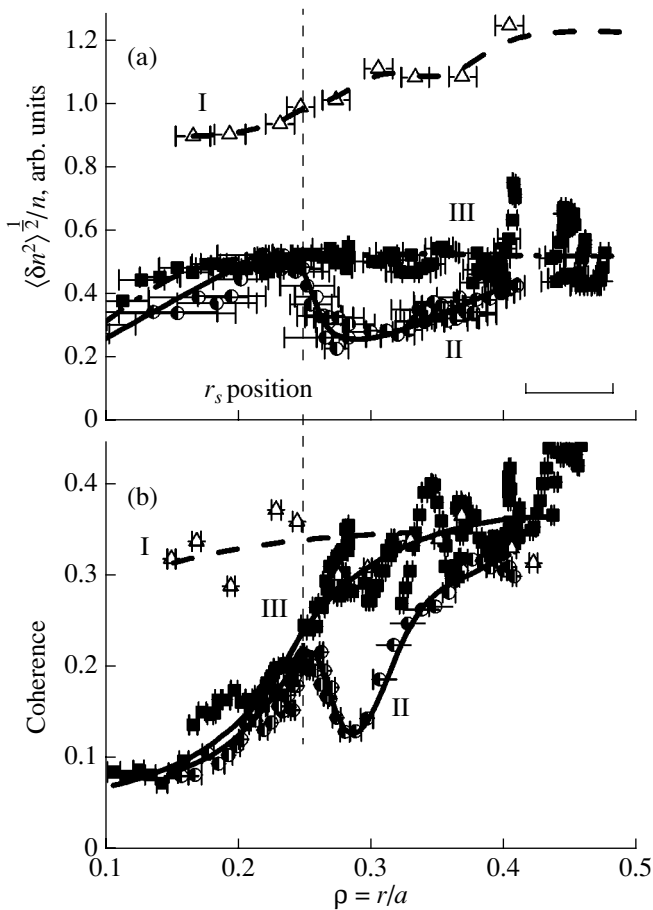 (a)
1.2
1.0
0.8
0.6
0.4
0.2
0
⟨δn²⟩^{1/2}/n, arb. units
I
III
II
r_s position
(b)
0.4
0.3
0.2
0.1
0
Coherence
I
III
II
0.1 0.2 0.3 0.4 0.5
ρ = r/a